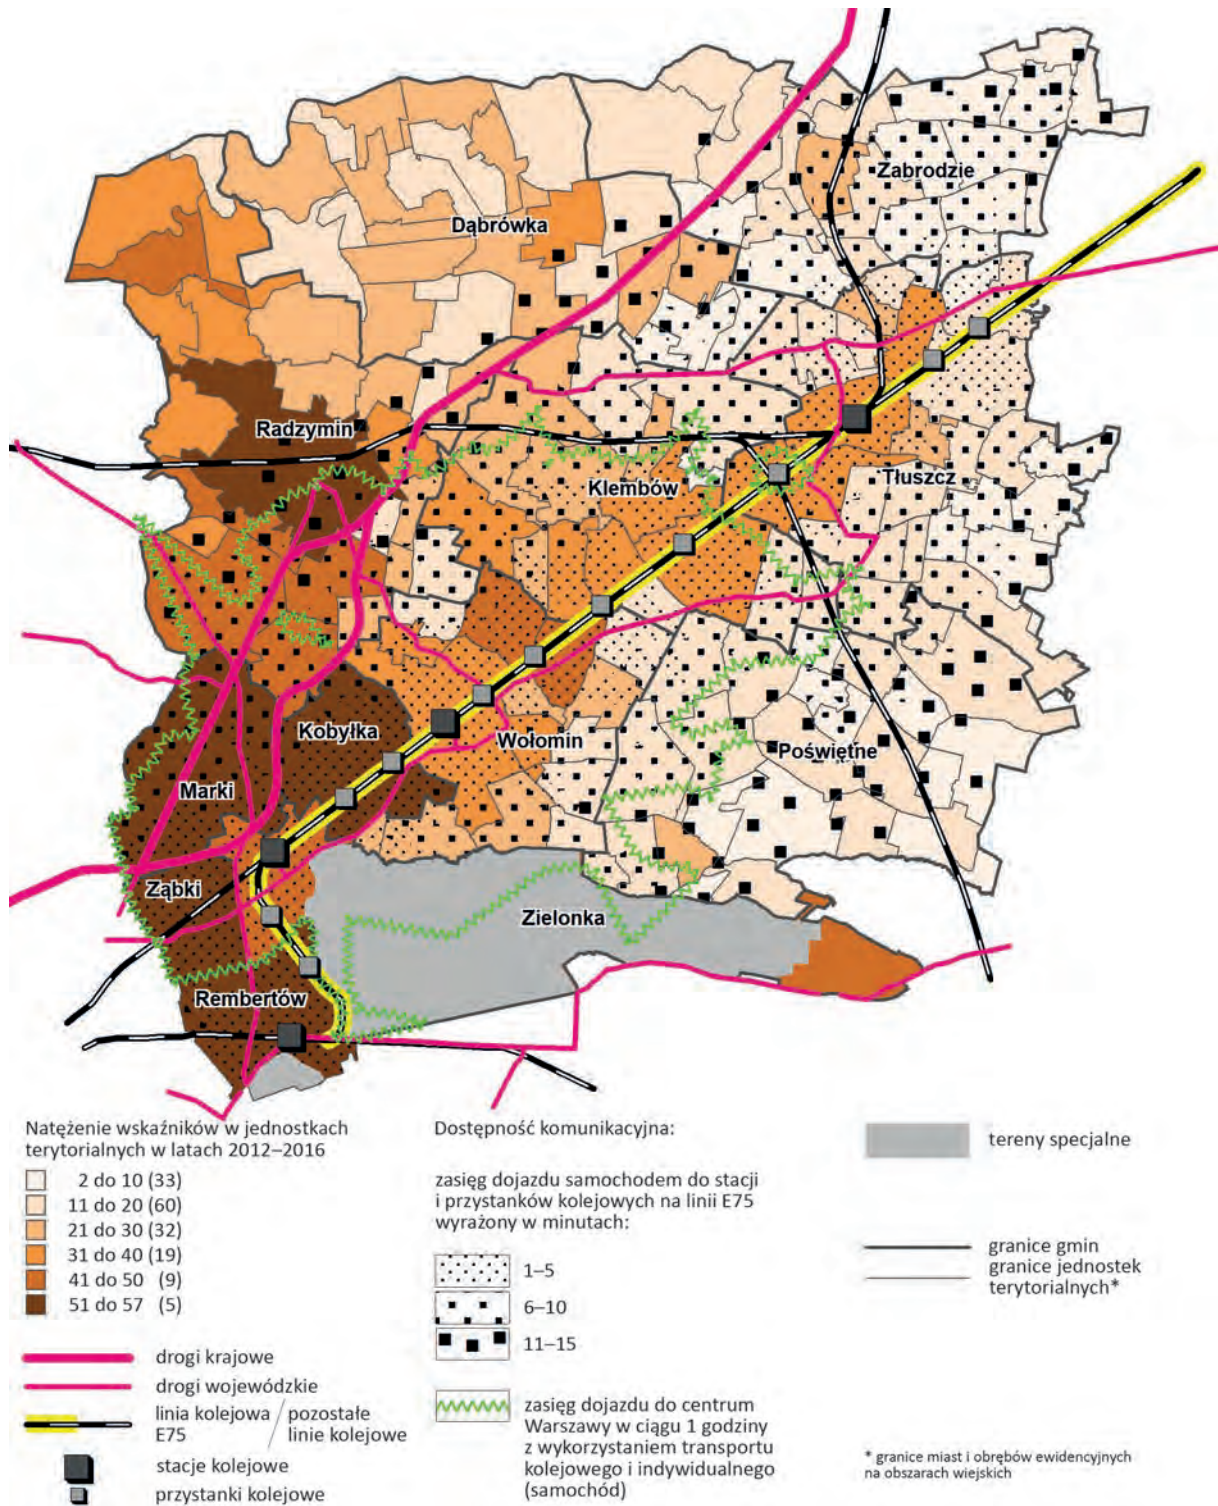 Zabrodzie
Dąbrówka
Radzymin
Klembów
Tłuszcz
Kobyłka
Wołomin
Poświętne
Marki
Ząbki
Zielonka
Rembertów
Natężenie wskaźników w jednostkach
terytorialnych w latach 2012–2016
2 do 10 (33)
11 do 20 (60)
21 do 30 (32)
31 do 40 (19)
41 do 50 (9)
51 do 57 (5)
drogi krajowe
drogi wojewódzkie
linia kolejowa / pozostałe
E75 linie kolejowe
stacje kolejowe
przystanki kolejowe
Dostępność komunikacyjna:
zasięg dojazdu samochodem do stacji
i przystanków kolejowych na linii E75
wyrażony w minutach:
1–5
6–10
11–15
zasięg dojazdu do centrum
Warszawy w ciągu 1 godziny
z wykorzystaniem transportu
kolejowego i indywidualnego
(samochód)
tereny specjalne
granice gmin
granice jednostek
terytorialnych*
* granice miast i obrębów ewidencyjnych
na obszarach wiejskich